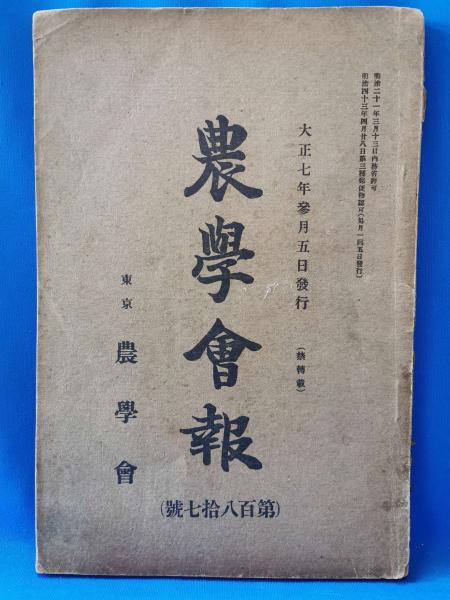 明治二十一年三月十三日內務省許可
明治四十三年四月廿八日第三種郵便物認可(每月一回五日發行)
大正七年參月五日發行
(禁轉載)
農學會報
(第百八拾七號)
東京
農學會